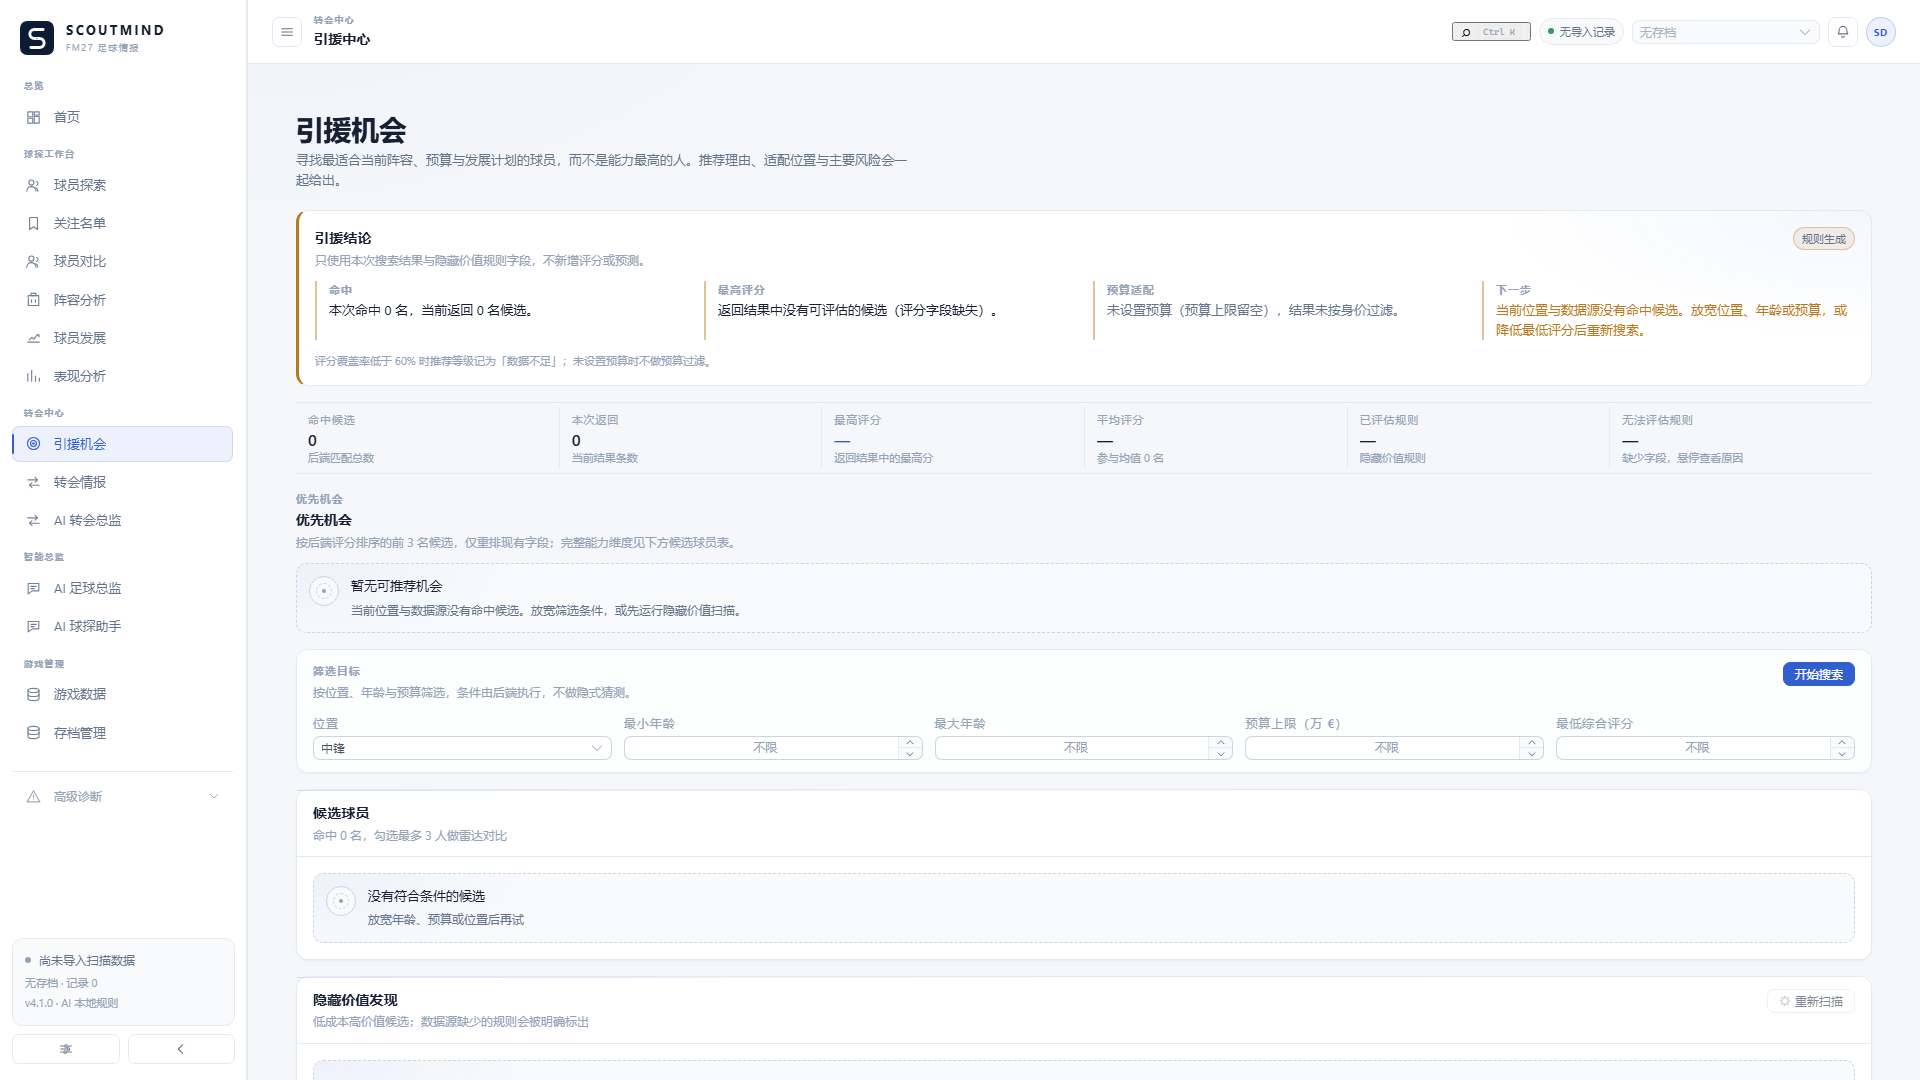 SCOUTMIND
FM27 足球情报
总览
首页
球探工作台
球员探索
关注名单
球员对比
阵容分析
球员发展
表现分析
转会中心
引援机会
转会情报
AI 转会总监
智能总监
AI 足球总监
AI 球探助手
游戏管理
游戏数据
存档管理
高级诊断
尚未导入扫描数据
无存档 · 记录 0
v4.1.0 · AI 本地规则
转会中心
引援中心
Ctrl K
无导入记录
无存档
SD
引援机会
寻找最适合当前阵容、预算与发展计划的球员，而不是能力最高的人。推荐理由、适配位置与主要风险会一
起给出。
引援结论
规则生成
只使用本次搜索结果与隐藏价值规则字段，不新增评分或预测。
命中
本次命中 0 名，当前返回 0 名候选。
最高评分
返回结果中没有可评估的候选（评分字段缺失）。
预算适配
未设置预算（预算上限留空），结果未按身价过滤。
下一步
当前位置与数据源没有命中候选。放宽位置、年龄或预算，或
降低最低评分后重新搜索。
评分覆盖率低于 60% 时推荐等级记为「数据不足」；未设置预算时不做预算过滤。
命中候选
0
后端匹配总数
本次返回
0
当前结果条数
最高评分
—
返回结果中的最高分
平均评分
—
参与均值 0 名
已评估规则
—
隐藏价值规则
无法评估规则
—
缺少字段，悬停查看原因
优先机会
优先机会
按后端评分排序的前 3 名候选，仅重排现有字段；完整能力维度见下方候选球员表。
暂无可推荐机会
当前位置与数据源没有命中候选。放宽筛选条件，或先运行隐藏价值扫描。
筛选目标
开始搜索
按位置、年龄与预算筛选，条件由后端执行，不做隐式猜测。
位置
中锋
最小年龄
不限
最大年龄
不限
预算上限（万 €）
不限
最低综合评分
不限
候选球员
命中 0 名，勾选最多 3 人做雷达对比
没有符合条件的候选
放宽年龄、预算或位置后再试
隐藏价值发现
重新扫描
低成本高价值候选；数据源缺少的规则会被明确标出